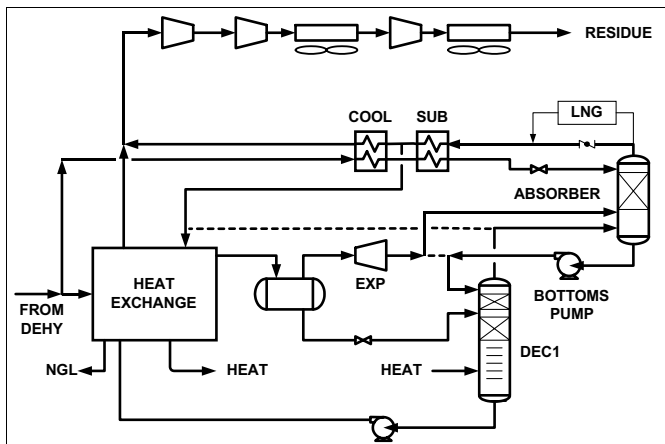 RESIDUE
LNG
COOL
SUB
ABSORBER
HEAT
EXCHANGE
EXP
FROM
DEHY
BOTTOMS
PUMP
DEC1
NGL
HEAT
HEAT